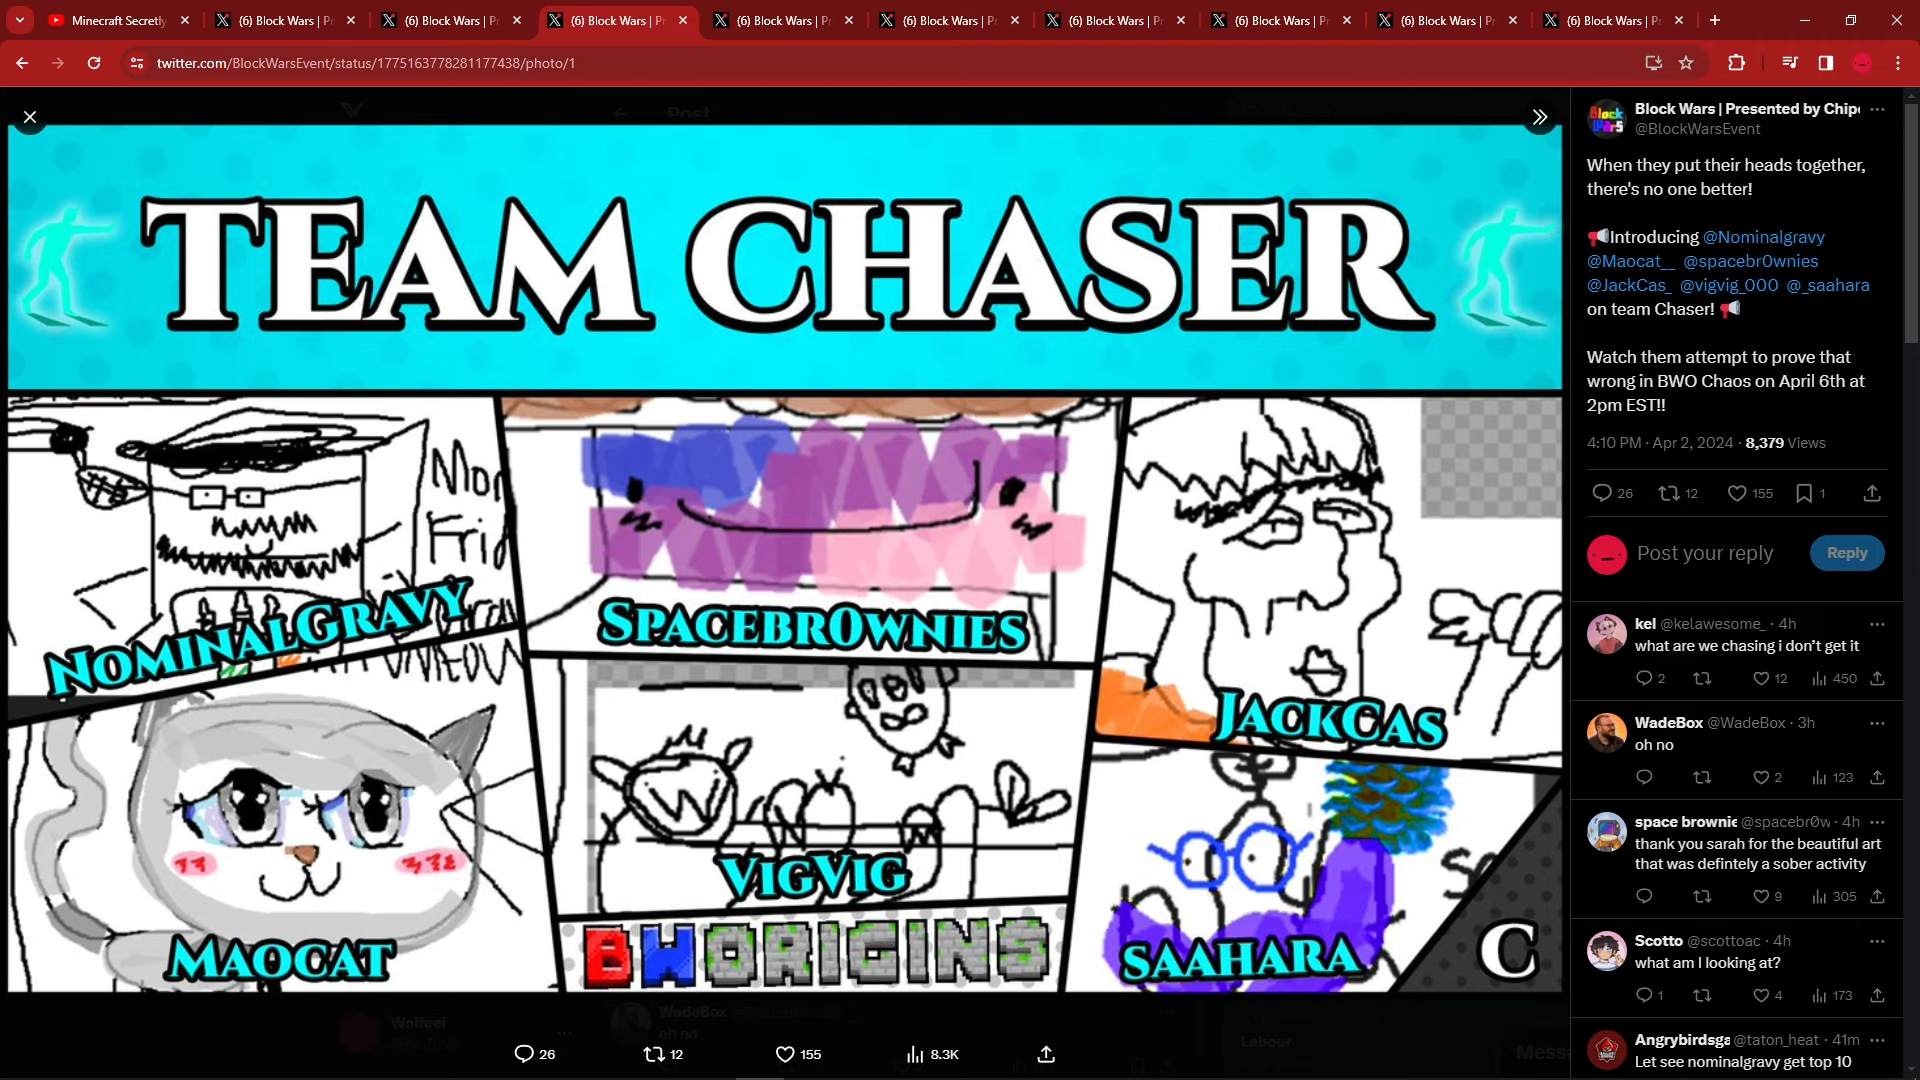 Minecraft Secretly
(6) Block Wars | Pr
(6) Block Wars | Pr
(6) Block Wars | Pr
(6) Block Wars | Pr
(6) Block Wars | Pr
(6) Block Wars | Pr
(6) Block Wars | Pr
(6) Block Wars | Pr
(6) Block Wars | Pr
twitter.com/BlockWarsEvent/status/1775163778281177438/photo/1
Post
TEAM CHASER
NOMINALGRAVY
SPACEBR0WNIES
JACKCAS
MAOCAT
VIGVIG
SAAHARA
BWORIGINS
C
26
12
155
8.3K
Wolfcei
WadeBox
oh no
Labour
Block Wars | Presented by Chipo
@BlockWarsEvent
When they put their heads together,
there's no one better!
Introducing @Nominalgravy
@Maocat__ @spacebr0wnies
@JackCas_ @vigvig_000 @_saahara
on team Chaser!
Watch them attempt to prove that
wrong in BWO Chaos on April 6th at
2pm EST!!
4:10 PM · Apr 2, 2024 · 8,379 Views
26 12 155 1
Post your reply
Reply
kel @kelawesome_ · 4h
what are we chasing i don't get it
2 12 450
WadeBox @WadeBox · 3h
oh no
2 123
space brownie @spacebr0w · 4h
thank you sarah for the beautiful art
that was defintely a sober activity
9 305
Scotto @scottoac · 4h
what am I looking at?
1 4 173
Angrybirdsga @taton_heat · 41m
Let see nominalgravy get top 10